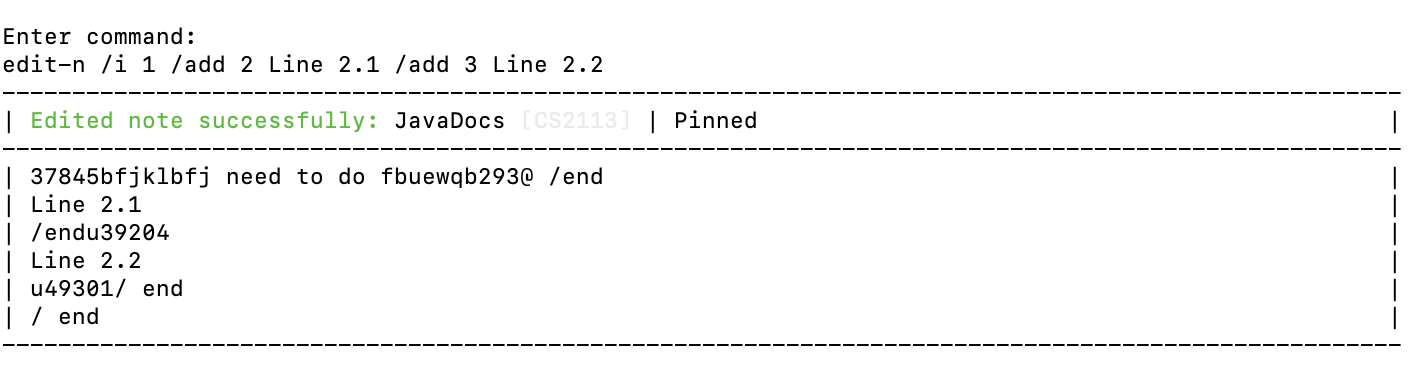 Enter command:
edit-n /i 1 /add 2 Line 2.1 /add 3 Line 2.2
----------------------------------------------------------------------------------------------------
| Edited note successfully: JavaDocs [CS2113] | Pinned |
----------------------------------------------------------------------------------------------------
| 37845bfjklbfj need to do fbuewqb293@ /end |
| Line 2.1 |
| /endu39204 |
| Line 2.2 |
| u49301/ end |
| / end |
----------------------------------------------------------------------------------------------------